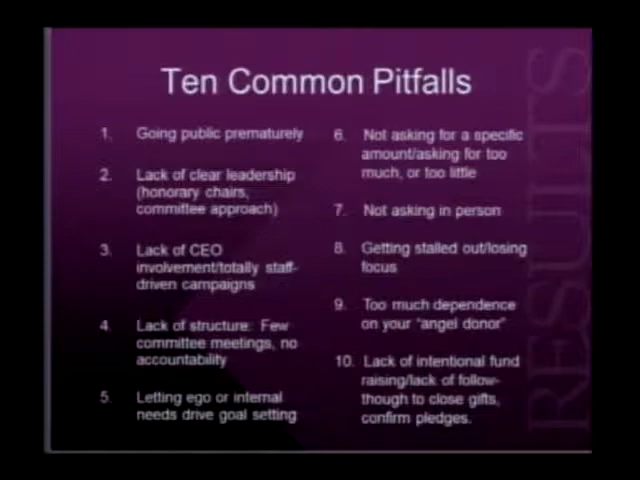 Ten Common Pitfalls
1. Going public prematurely
2. Lack of clear leadership
(honorary chairs,
committee approach)
3. Lack of CEO
involvement/totally staff-
driven campaigns
4. Lack of structure: Few
committee meetings, no
accountability
5. Letting ego or internal
needs drive goal setting
6. Not asking for a specific
amount/asking for too
much, or too little
7. Not asking in person
8. Getting stalled out/losing
focus
9. Too much dependence
on your "angel donor"
10. Lack of intentional fund
raising/lack of follow-
though to close gifts,
confirm pledges.
RESULTS